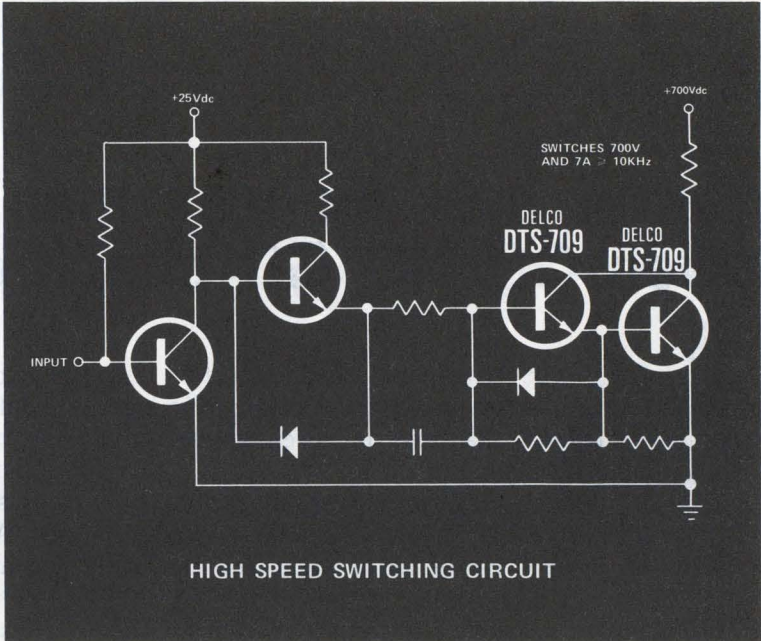 +25Vdc
+700Vdc
SWITCHES 700V
AND 7A 10KHz
DELCO
DTS-709
DELCO
DTS-709
INPUT
HIGH SPEED SWITCHING CIRCUIT